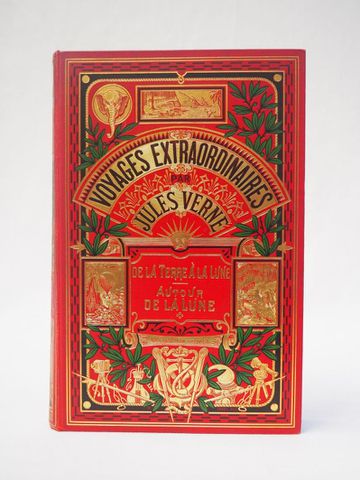 VOYAGES EXTRAORDINAIRES
PAR
JULES VERNE
DE LA TERRE À LA LUNE
AUTOUR
DE LA LUNE